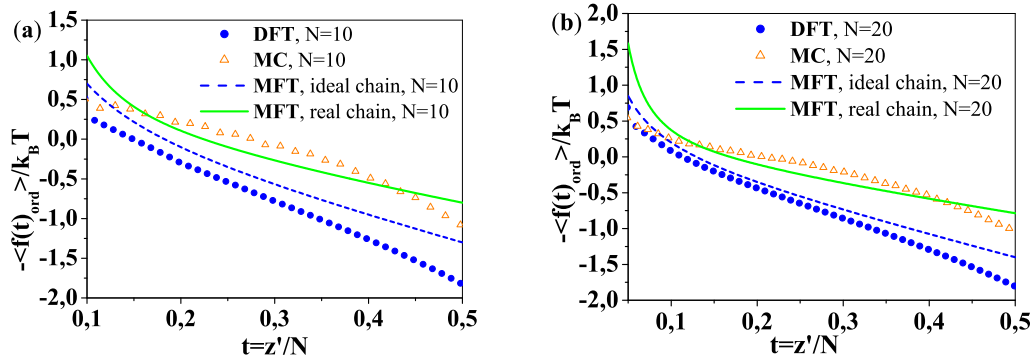 (a)
DFT, N=10
MC, N=10
MFT, ideal chain, N=10
MFT, real chain, N=10
1,5
1,0
0,5
0,0
-0,5
-1,0
-1,5
-2,0
0,1 0,2 0,3 0,4 0,5
t=z'/N
-<f(t)ord>/kBT
(b)
DFT, N=20
MC, N=20
MFT, ideal chain, N=20
MFT, real chain, N=20
2,0
1,5
1,0
0,5
0,0
-0,5
-1,0
-1,5
2,0
0,1 0,2 0,3 0,4 0,5
t=z'/N
-<f(t)ord>/kBT